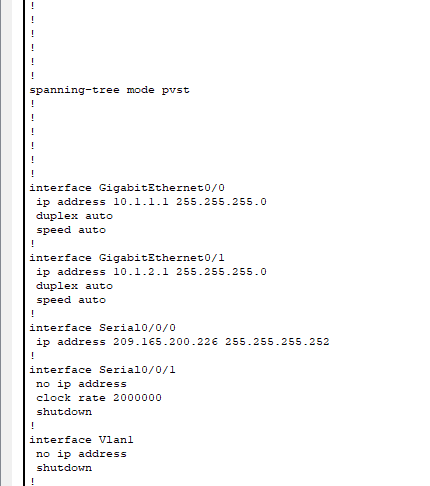 !
!
!
!
!
!
spanning-tree mode pvst
!
!
!
!
!
!
interface GigabitEthernet0/0
 ip address 10.1.1.1 255.255.255.0
 duplex auto
 speed auto
!
interface GigabitEthernet0/1
 ip address 10.1.2.1 255.255.255.0
 duplex auto
 speed auto
!
interface Serial0/0/0
 ip address 209.165.200.226 255.255.255.252
!
interface Serial0/0/1
 no ip address
 clock rate 2000000
 shutdown
!
interface Vlan1
 no ip address
 shutdown
!